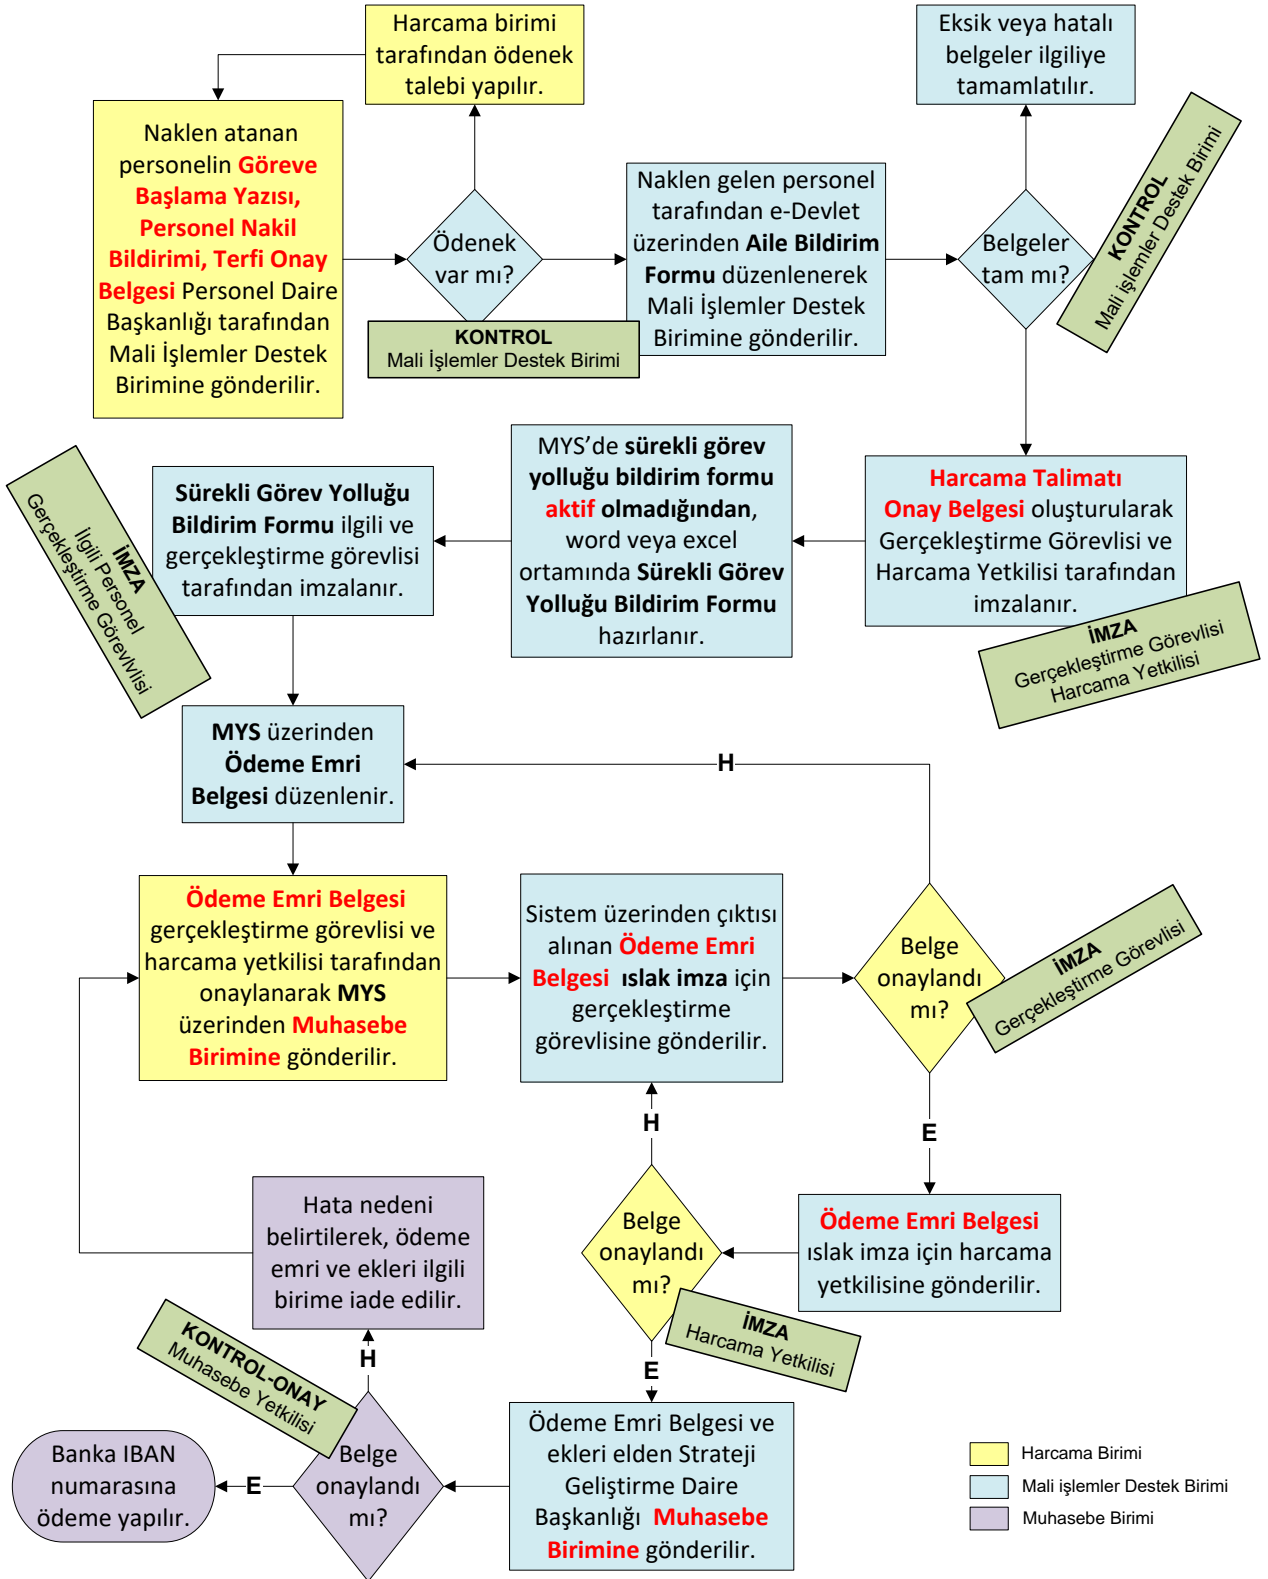 Harcama birimi
tarafından ödenek
talebi yapılır.
Eksik veya hatalı
belgeler ilgiliye
tamamlatılır.
Naklen atanan
personelin Göreve
Başlama Yazısı,
Personel Nakil
Bildirimi, Terfi Onay
Belgesi Personel Daire
Başkanlığı tarafından
Mali İşlemler Destek
Birimine gönderilir.
Ödenek
var mı?
KONTROL
Mali İşlemler Destek Birimi
Naklen gelen personel
tarafından e-Devlet
üzerinden Aile Bildirim
Formu düzenlenerek
Mali İşlemler Destek
Birimine gönderilir.
Belgeler
tam mı?
KONTROL
Mali işlemler Destek Birimi
Harcama Talimatı
Onay Belgesi oluşturularak
Gerçekleştirme Görevlisi ve
Harcama Yetkilisi tarafından
imzalanır.
İMZA
Gerçekleştirme Görevlisi
Harcama Yetkilisi
MYS’de sürekli görev
yolluğu bildirim formu
aktif olmadığından,
word veya excel
ortamında Sürekli Görev
Yolluğu Bildirim Formu
hazırlanır.
Sürekli Görev Yolluğu
Bildirim Formu ilgili ve
gerçekleştirme görevlisi
tarafından imzalanır.
İMZA
İlgili Personel
Gerçekleştirme Görevlvlisi
MYS üzerinden
Ödeme Emri
Belgesi düzenlenir.
H
Ödeme Emri Belgesi
gerçekleştirme görevlisi ve
harcama yetkilisi tarafından
onaylanarak MYS
üzerinden Muhasebe
Birimine gönderilir.
Sistem üzerinden çıktısı
alınan Ödeme Emri
Belgesi ıslak imza için
gerçekleştirme
görevlisine gönderilir.
Belge
onaylandı
mı?
İMZA
Gerçekleştirme Görevlisi
H
E
Hata nedeni
belirtilerek, ödeme
emri ve ekleri ilgili
birime iade edilir.
Belge
onaylandı
mı?
Ödeme Emri Belgesi
ıslak imza için harcama
yetkilisine gönderilir.
İMZA
Harcama Yetkilisi
H
E
KONTROL-ONAY
Muhasebe Yetkilisi
Banka IBAN
numarasına
ödeme yapılır.
E
Belge
onaylandı
mı?
Ödeme Emri Belgesi ve
ekleri elden Strateji
Geliştirme Daire
Başkanlığı Muhasebe
Birimine gönderilir.
Harcama Birimi
Mali işlemler Destek Birimi
Muhasebe Birimi